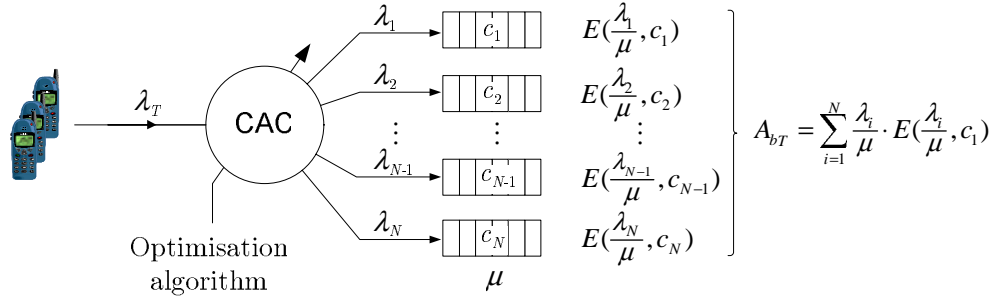 λ_T
CAC
Optimisation
algorithm
λ_1
c_1
E(λ_1/μ, c_1)
λ_2
c_2
E(λ_2/μ, c_2)
⋮ ⋮ ⋮
λ_{N-1}
c_{N-1}
E(λ_{N−1}/μ, c_{N−1})
λ_N
c_N
E(λ_N/μ, c_N)
μ
A_{bT} = ∑_{i=1}^{N} λ_i/μ · E(λ_i/μ, c_1)